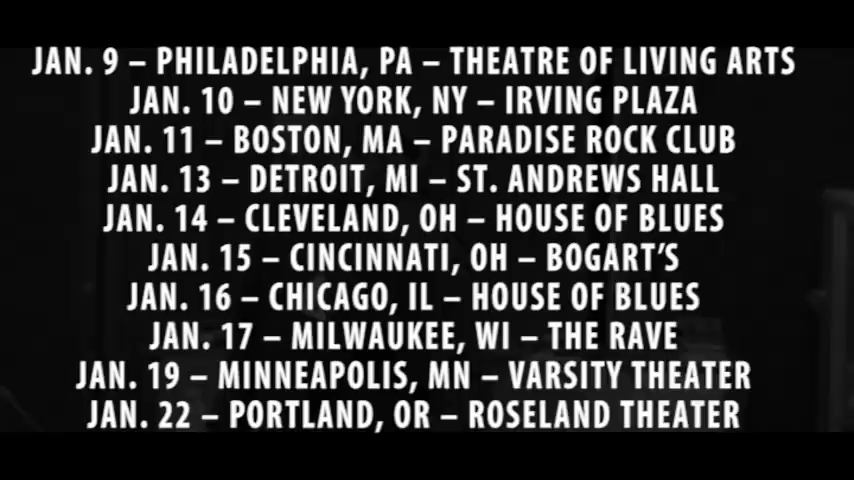 JAN. 9 – PHILADELPHIA, PA – THEATRE OF LIVING ARTS
JAN. 10 – NEW YORK, NY – IRVING PLAZA
JAN. 11 – BOSTON, MA – PARADISE ROCK CLUB
JAN. 13 – DETROIT, MI – ST. ANDREWS HALL
JAN. 14 – CLEVELAND, OH – HOUSE OF BLUES
JAN. 15 – CINCINNATI, OH – BOGART’S
JAN. 16 – CHICAGO, IL – HOUSE OF BLUES
JAN. 17 – MILWAUKEE, WI – THE RAVE
JAN. 19 – MINNEAPOLIS, MN – VARSITY THEATER
JAN. 22 – PORTLAND, OR – ROSELAND THEATER